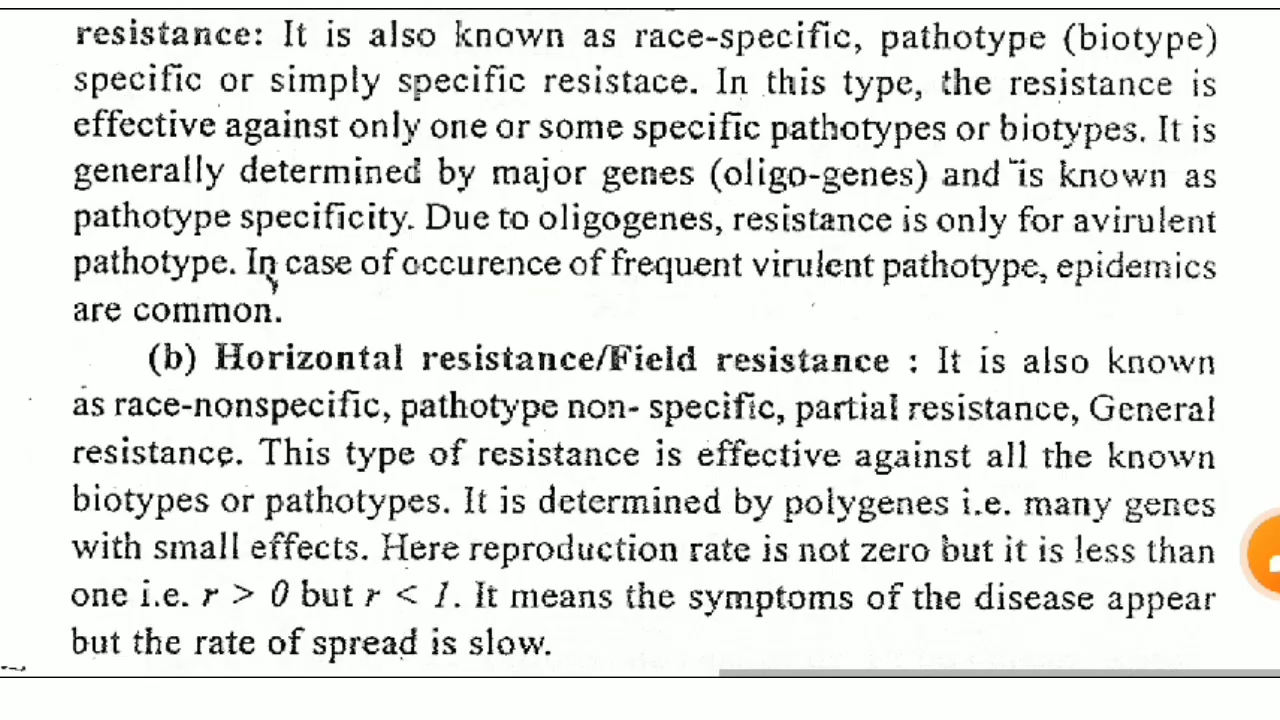 resistance: It is also known as race-specific, pathotype (biotype)
specific or simply specific resistace. In this type, the resistance is
effective against only one or some specific pathotypes or biotypes. It is
generally determined by major genes (oligo-genes) and is known as
pathotype specificity. Due to oligogenes, resistance is only for avirulent
pathotype. In case of occurence of frequent virulent pathotype, epidemics
are common.
(b) Horizontal resistance/Field resistance : It is also known
as race-nonspecific, pathotype non- specific, partial resistance, General
resistance. This type of resistance is effective against all the known
biotypes or pathotypes. It is determined by polygenes i.e. many genes
with small effects. Here reproduction rate is not zero but it is less than
one i.e. r > 0 but r < 1. It means the symptoms of the disease appear
but the rate of spread is slow.